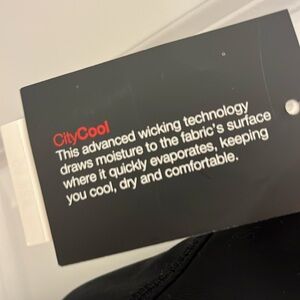 CityCool
This advanced wicking technology
draws moisture to the fabric's surface
where it quickly evaporates, keeping
you cool, dry and comfortable.